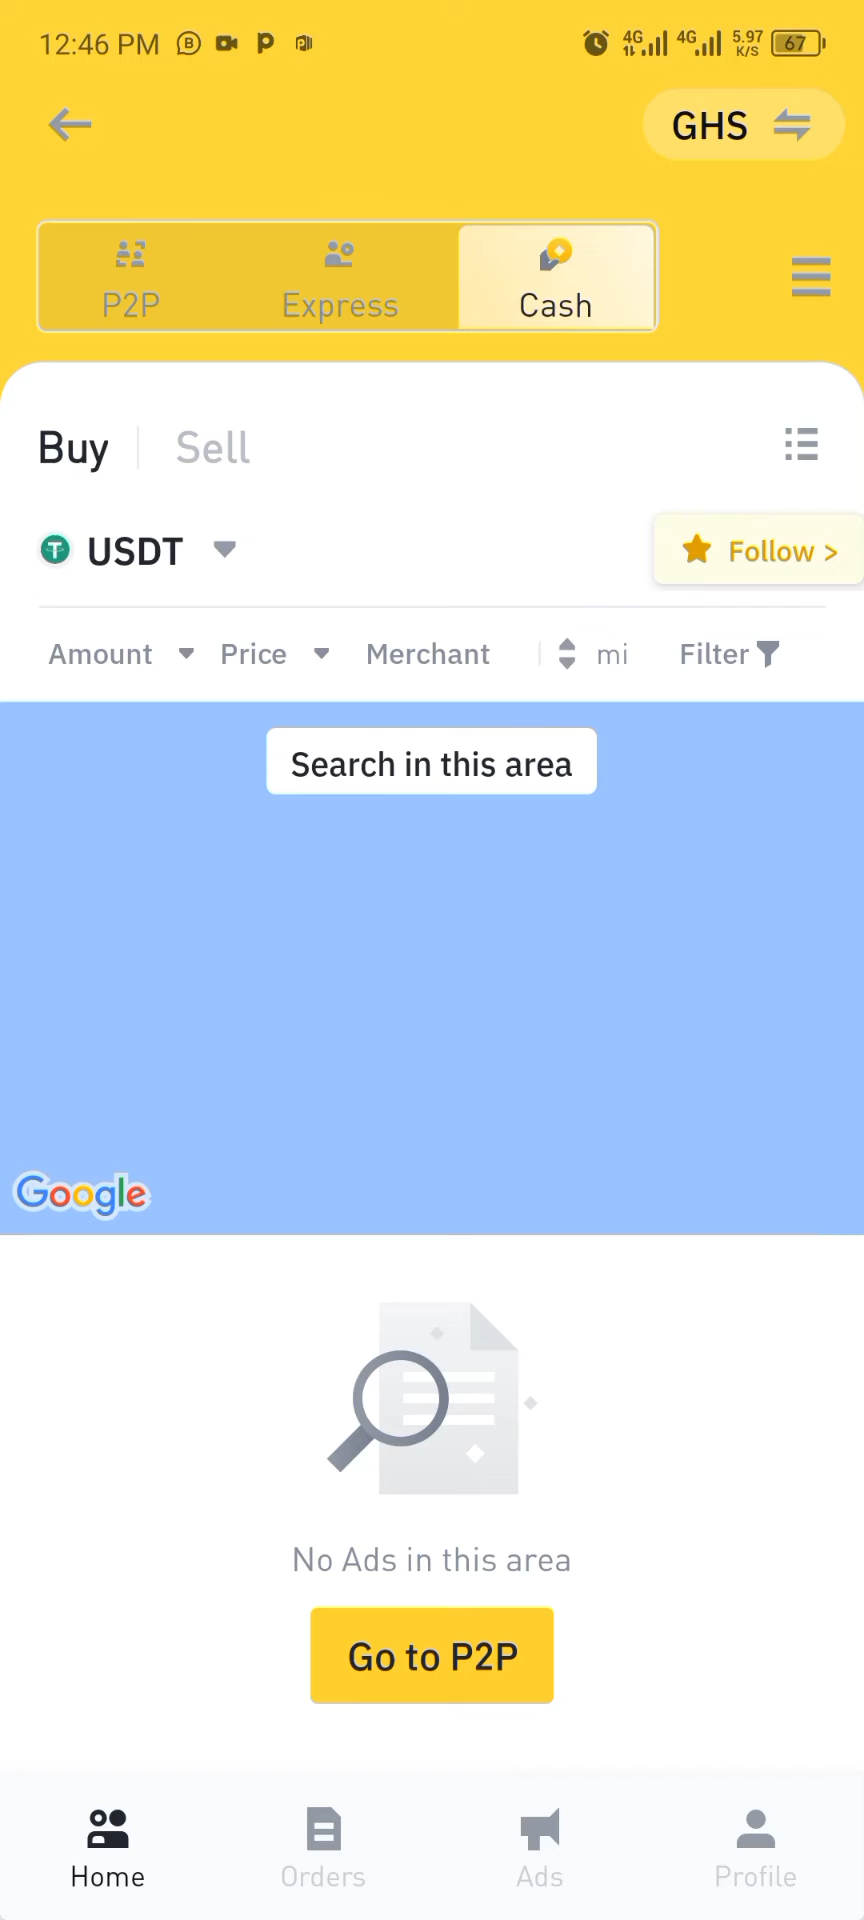 12:46 PM
4G 4G 5.97 K/S 67
GHS
P2P Express Cash
Buy Sell
USDT
Follow >
Amount Price Merchant mi Filter
Search in this area
Google
No Ads in this area
Go to P2P
Home Orders Ads Profile